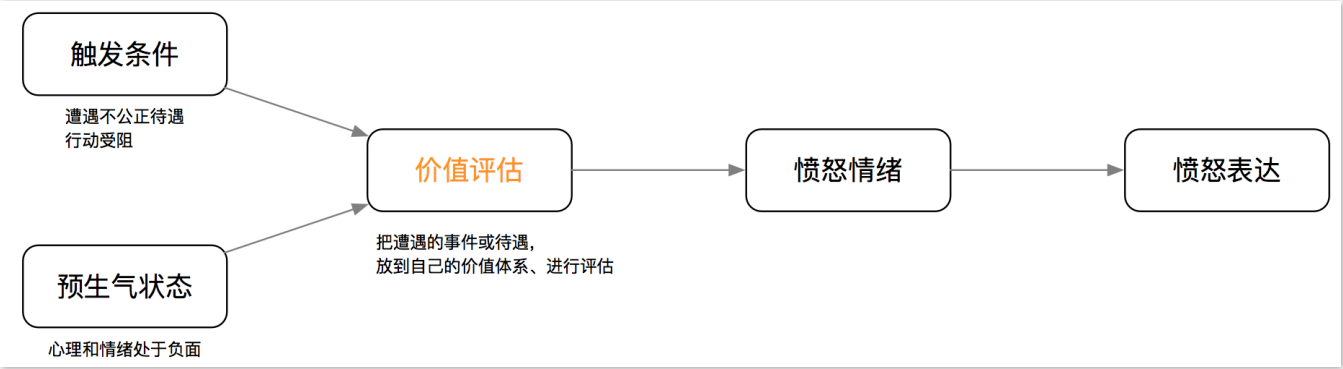 触发条件
遭遇不公正待遇
行动受阻
预生气状态
心理和情绪处于负面
价值评估
把遭遇的事件或待遇，
放到自己的价值体系、进行评估
愤怒情绪
愤怒表达